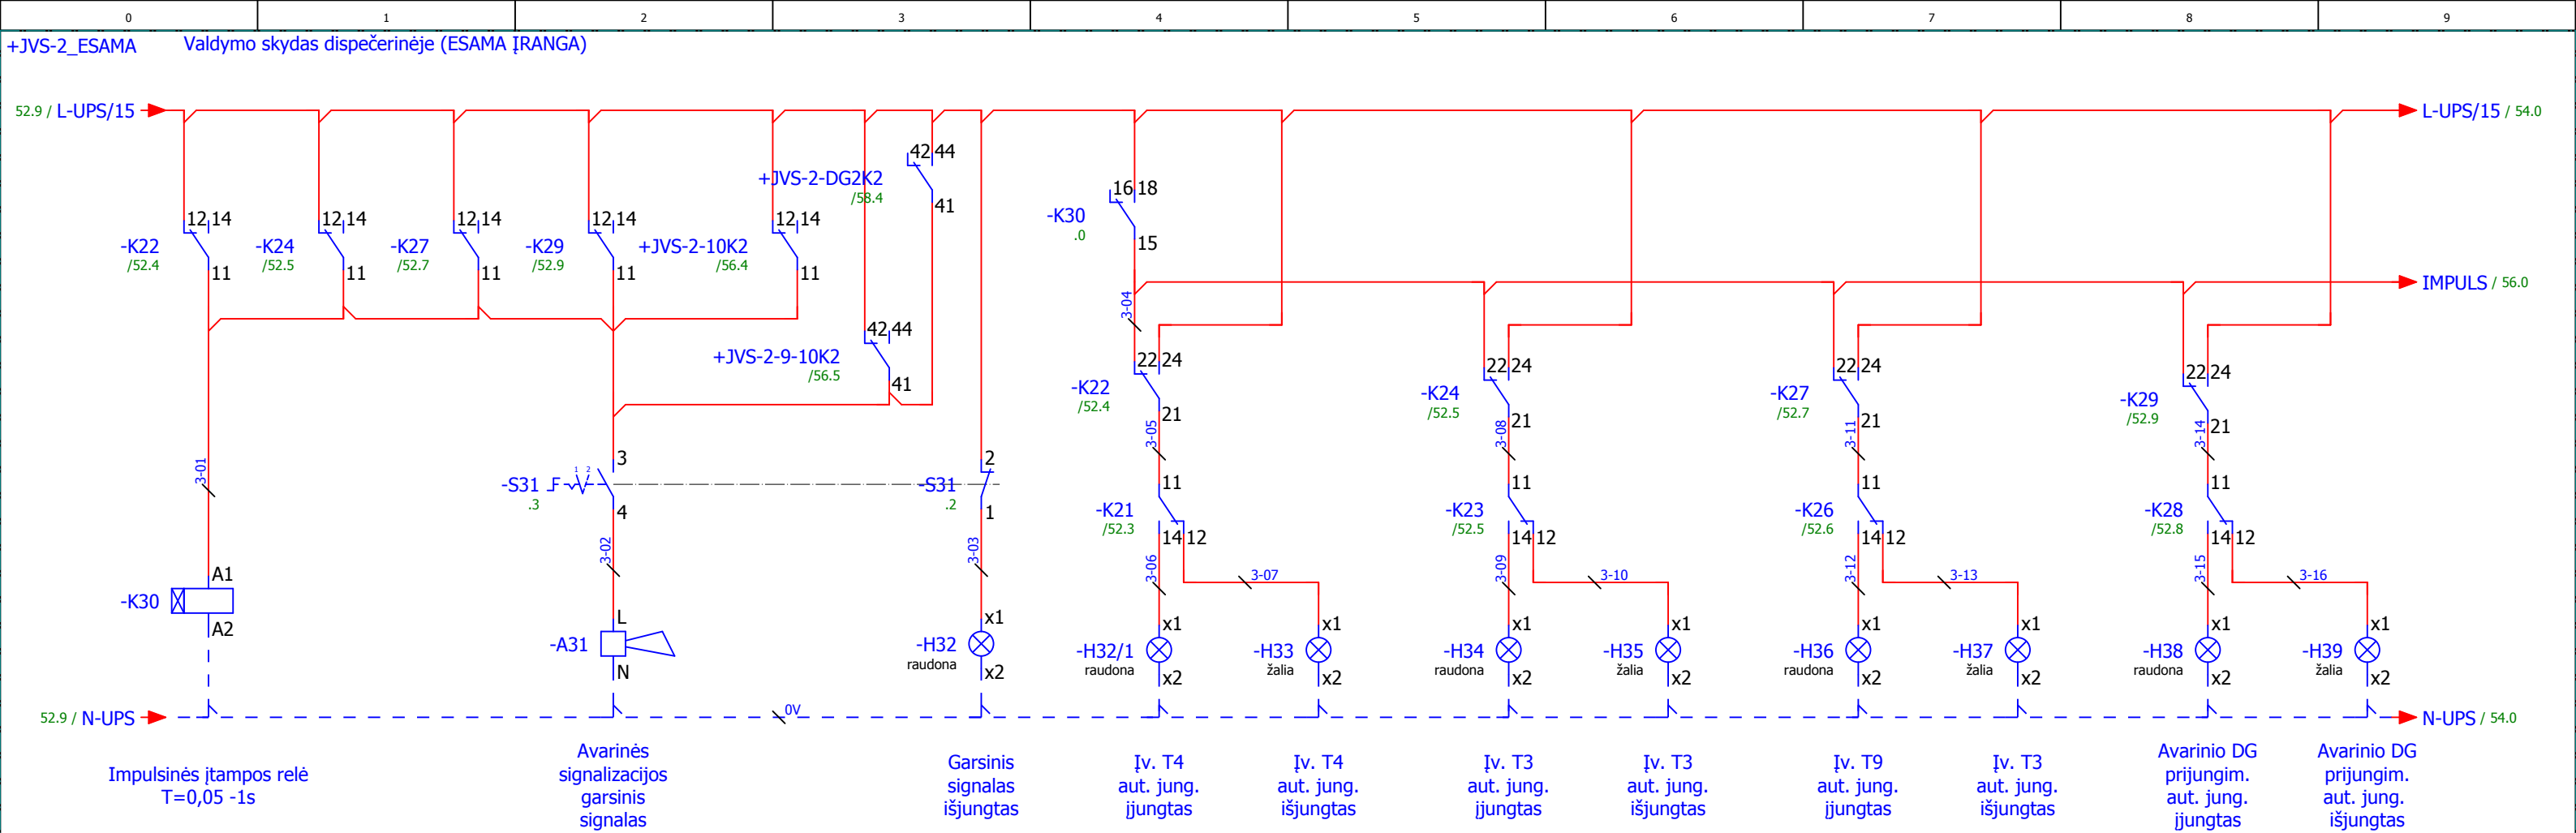 0 1 2 3 4 5 6 7 8 9
+JVS-2_ESAMA Valdymo skydas dispečerinėje (ESAMA ĮRANGA)
52.9 / L-UPS/15 L-UPS/15 / 54.0
42 44
+JVS-2-DG2K2
/58.4
41
16 18
-K30
.0
15
12 14 12 14 12 14 12 14 12 14
-K22 -K24 -K27 -K29 +JVS-2-10K2
/52.4 /52.5 /52.7 /52.9 /56.4
11 11 11 11 11
IMPULS / 56.0
3-04
42 44
+JVS-2-9-10K2
/56.5
41
22 24 22 24 22 24 22 24
-K22 -K24 -K27 -K29
/52.4 /52.5 /52.7 /52.9
21 21 21 21
3-05 3-08 3-11 3-14
3-01
3 2
1 2
-S31 -S31
.3 .2
4 1
11 11 11 11
-K21 -K23 -K26 -K28
/52.3 /52.5 /52.6 /52.8
14 12 14 12 14 12 14 12
3-02 3-03 3-06 3-07 3-09 3-10 3-12 3-13 3-15 3-16
A1
-K30
A2
L x1 x1 x1 x1 x1 x1 x1 x1 x1
-A31 -H32 -H32/1 -H33 -H34 -H35 -H36 -H37 -H38 -H39
raudona raudona žalia raudona žalia raudona žalia raudona žalia
N x2 x2 x2 x2 x2 x2 x2 x2 x2
52.9 / N-UPS 0V N-UPS / 54.0
Impulsinės įtampos relė
T=0,05 -1s
Avarinės
signalizacijos
garsinis
signalas
Garsinis
signalas
išjungtas
Įv. T4
aut. jung.
įjungtas
Įv. T4
aut. jung.
išjungtas
Įv. T3
aut. jung.
įjungtas
Įv. T3
aut. jung.
išjungtas
Įv. T9
aut. jung.
įjungtas
Įv. T3
aut. jung.
išjungtas
Avarinio DG
prijungim.
aut. jung.
įjungtas
Avarinio DG
prijungim.
aut. jung.
išjungtas